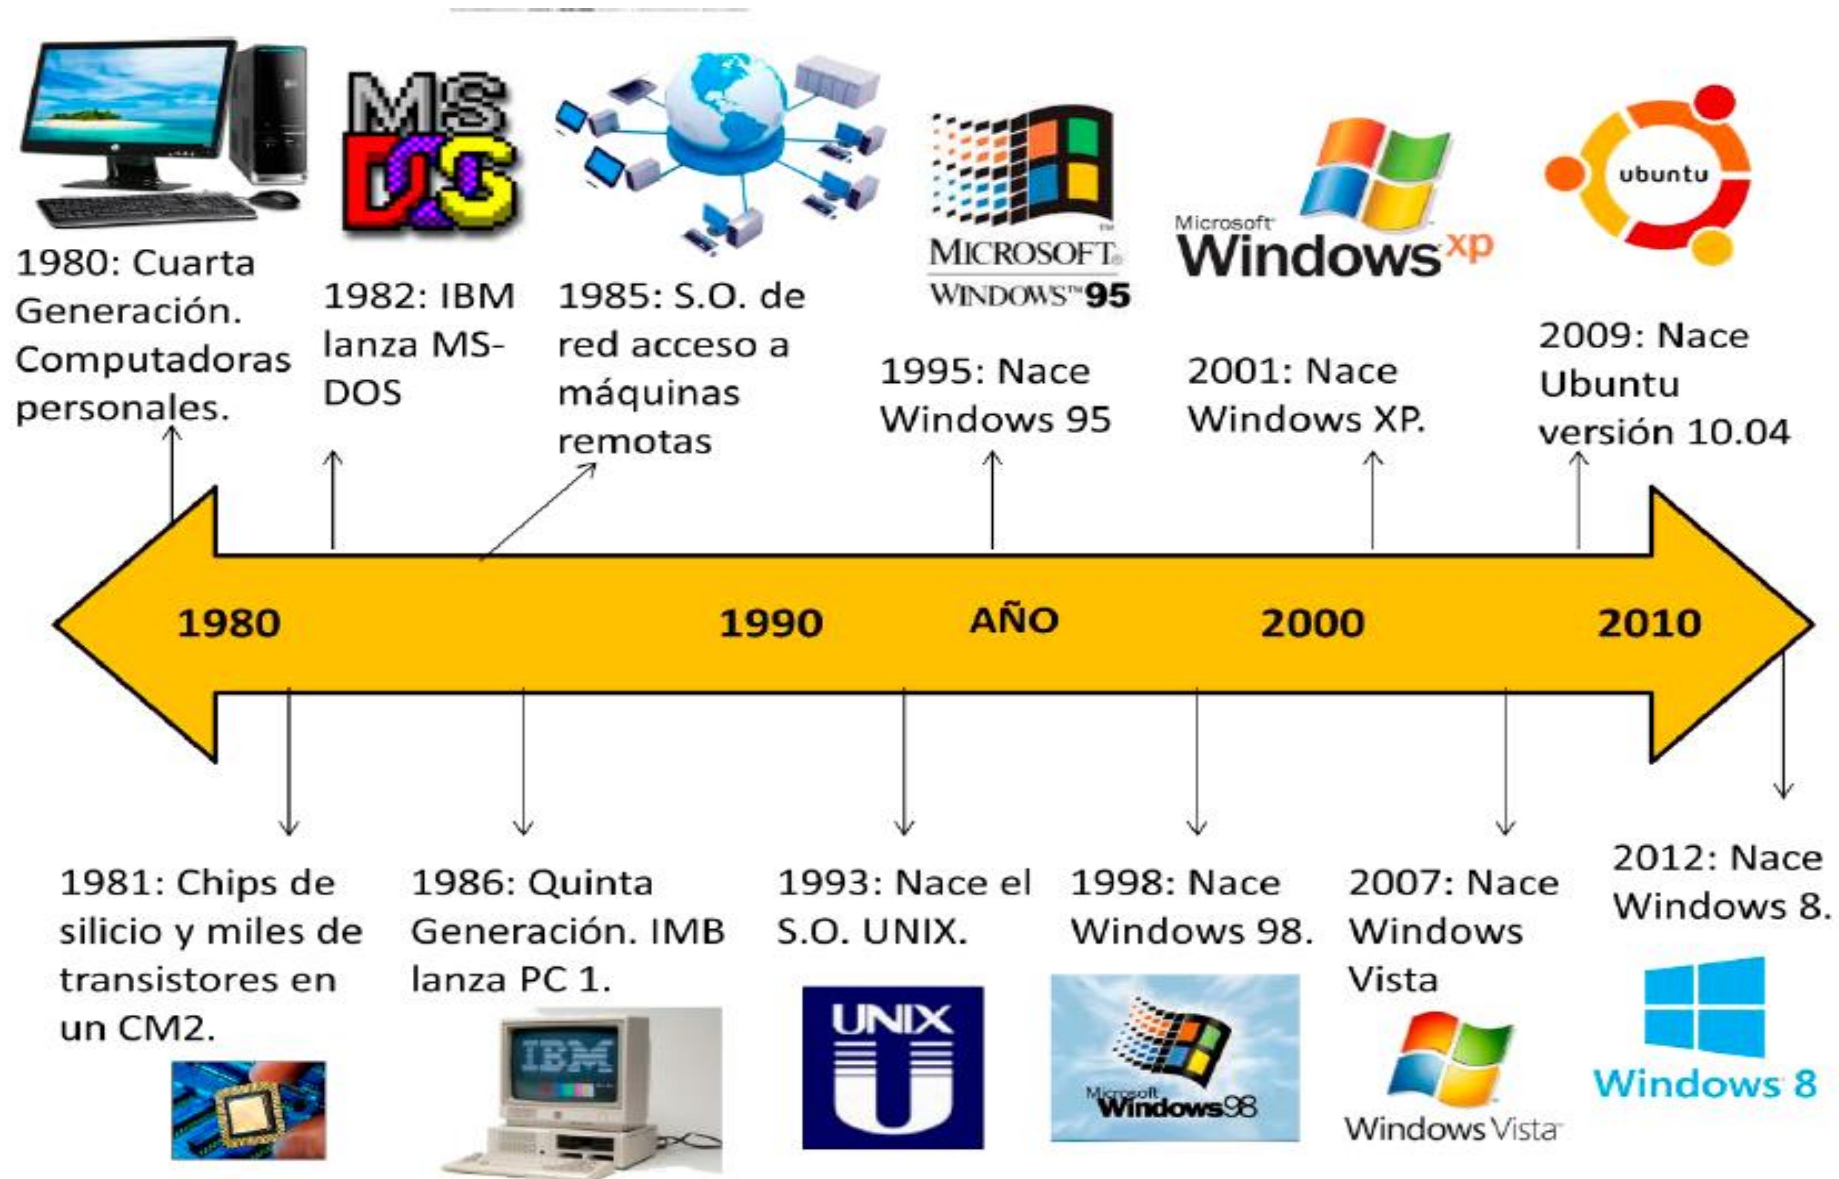 MS
DOS
ubuntu
MICROSOFT®
WINDOWS™95
Microsoft
Windows xp
1980: Cuarta
Generación.
Computadoras
personales.
1982: IBM
lanza MS-
DOS
1985: S.O. de
red acceso a
máquinas
remotas
1995: Nace
Windows 95
2001: Nace
Windows XP.
2009: Nace
Ubuntu
versión 10.04
1980
1990
AÑO
2000
2010
1981: Chips de
silicio y miles de
transistores en
un CM2.
1986: Quinta
Generación. IMB
lanza PC 1.
IBM
1993: Nace el
S.O. UNIX.
UNIX
1998: Nace
Windows 98.
Microsoft
Windows98
2007: Nace
Windows
Vista
Windows Vista
2012: Nace
Windows 8.
Windows 8